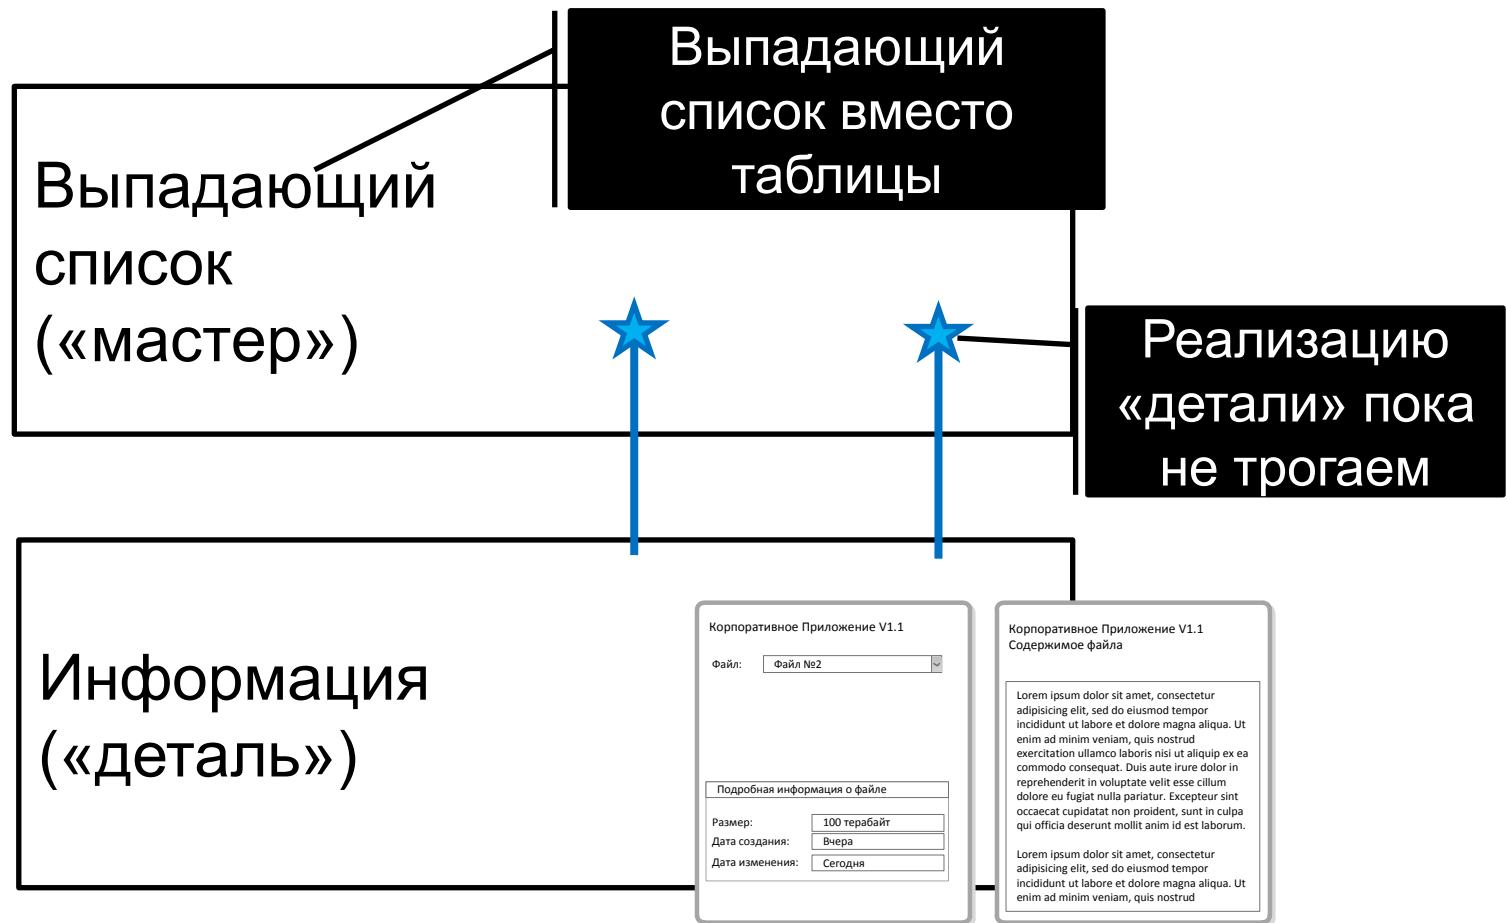 Выпадающий
список вместо
таблицы
Выпадающий
список
(«мастер»)
Реализацию
«детали» пока
не трогаем
Информация
(«деталь»)
Корпоративное Приложение V1.1
Файл:
Файл №2
Подробная информация о файле
Размер:
100 терабайт
Дата создания:
Вчера
Дата изменения:
Сегодня
Корпоративное Приложение V1.1
Содержимое файла
Lorem ipsum dolor sit amet, consectetur
adipisicing elit, sed do eiusmod tempor
incididunt ut labore et dolore magna aliqua. Ut
enim ad minim veniam, quis nostrud
exercitation ullamco laboris nisi ut aliquip ex ea
commodo consequat. Duis aute irure dolor in
reprehenderit in voluptate velit esse cillum
dolore eu fugiat nulla pariatur. Excepteur sint
occaecat cupidatat non proident, sunt in culpa
qui officia deserunt mollit anim id est laborum.
Lorem ipsum dolor sit amet, consectetur
adipisicing elit, sed do eiusmod tempor
incididunt ut labore et dolore magna aliqua. Ut
enim ad minim veniam, quis nostrud